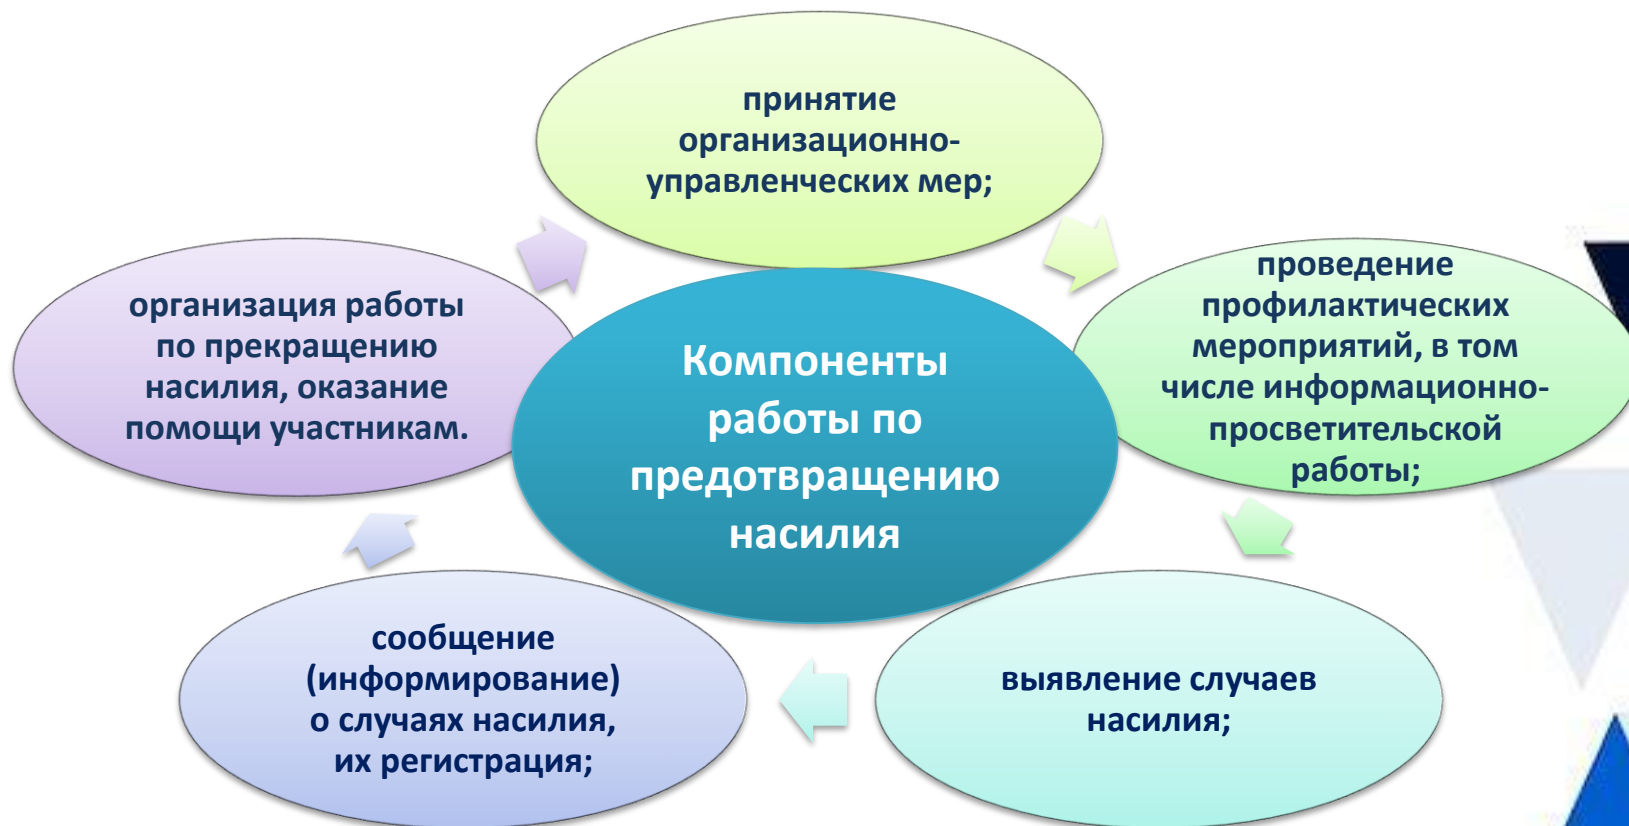 принятие
организационно-
управленческих мер;
проведение
профилактических
мероприятий, в том
числе информационно-
просветительской
работы;
выявление случаев
насилия;
сообщение
(информирование)
о случаях насилия,
их регистрация;
организация работы
по прекращению
насилия, оказание
помощи участникам.
Компоненты
работы по
предотвращению
насилия